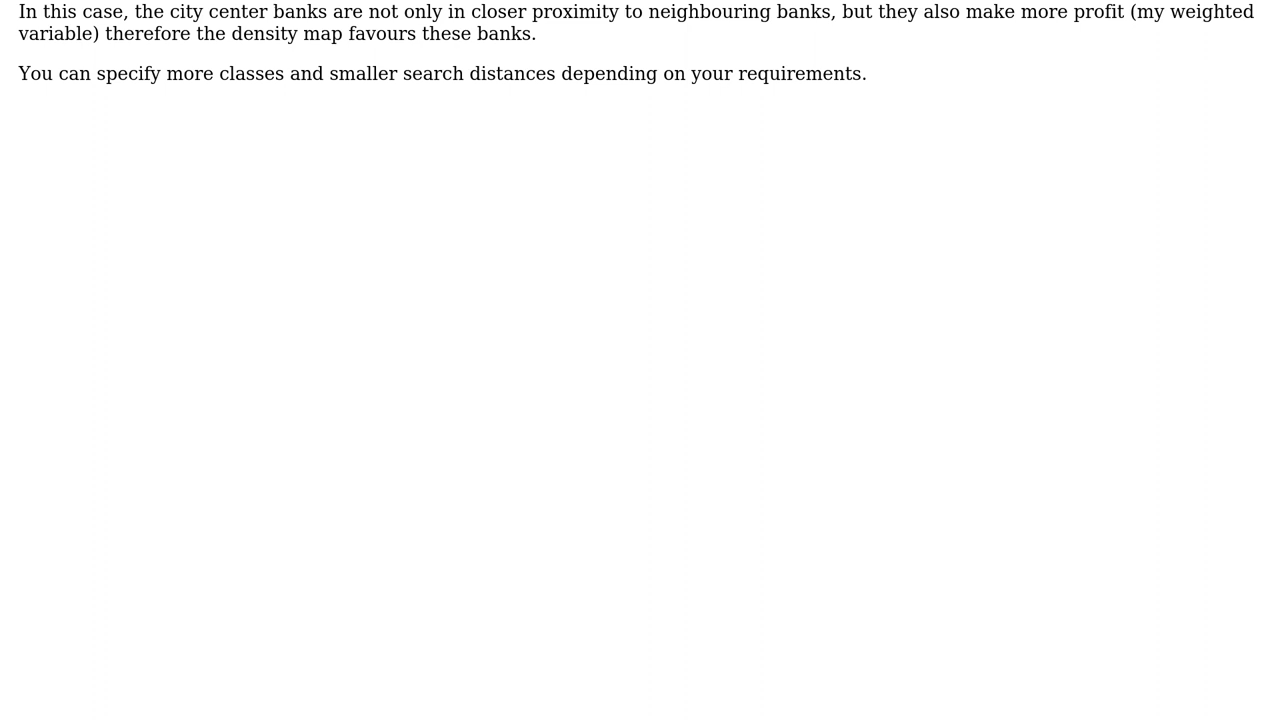 In this case, the city center banks are not only in closer proximity to neighbouring banks, but they also make more profit (my weighted
variable) therefore the density map favours these banks.
You can specify more classes and smaller search distances depending on your requirements.